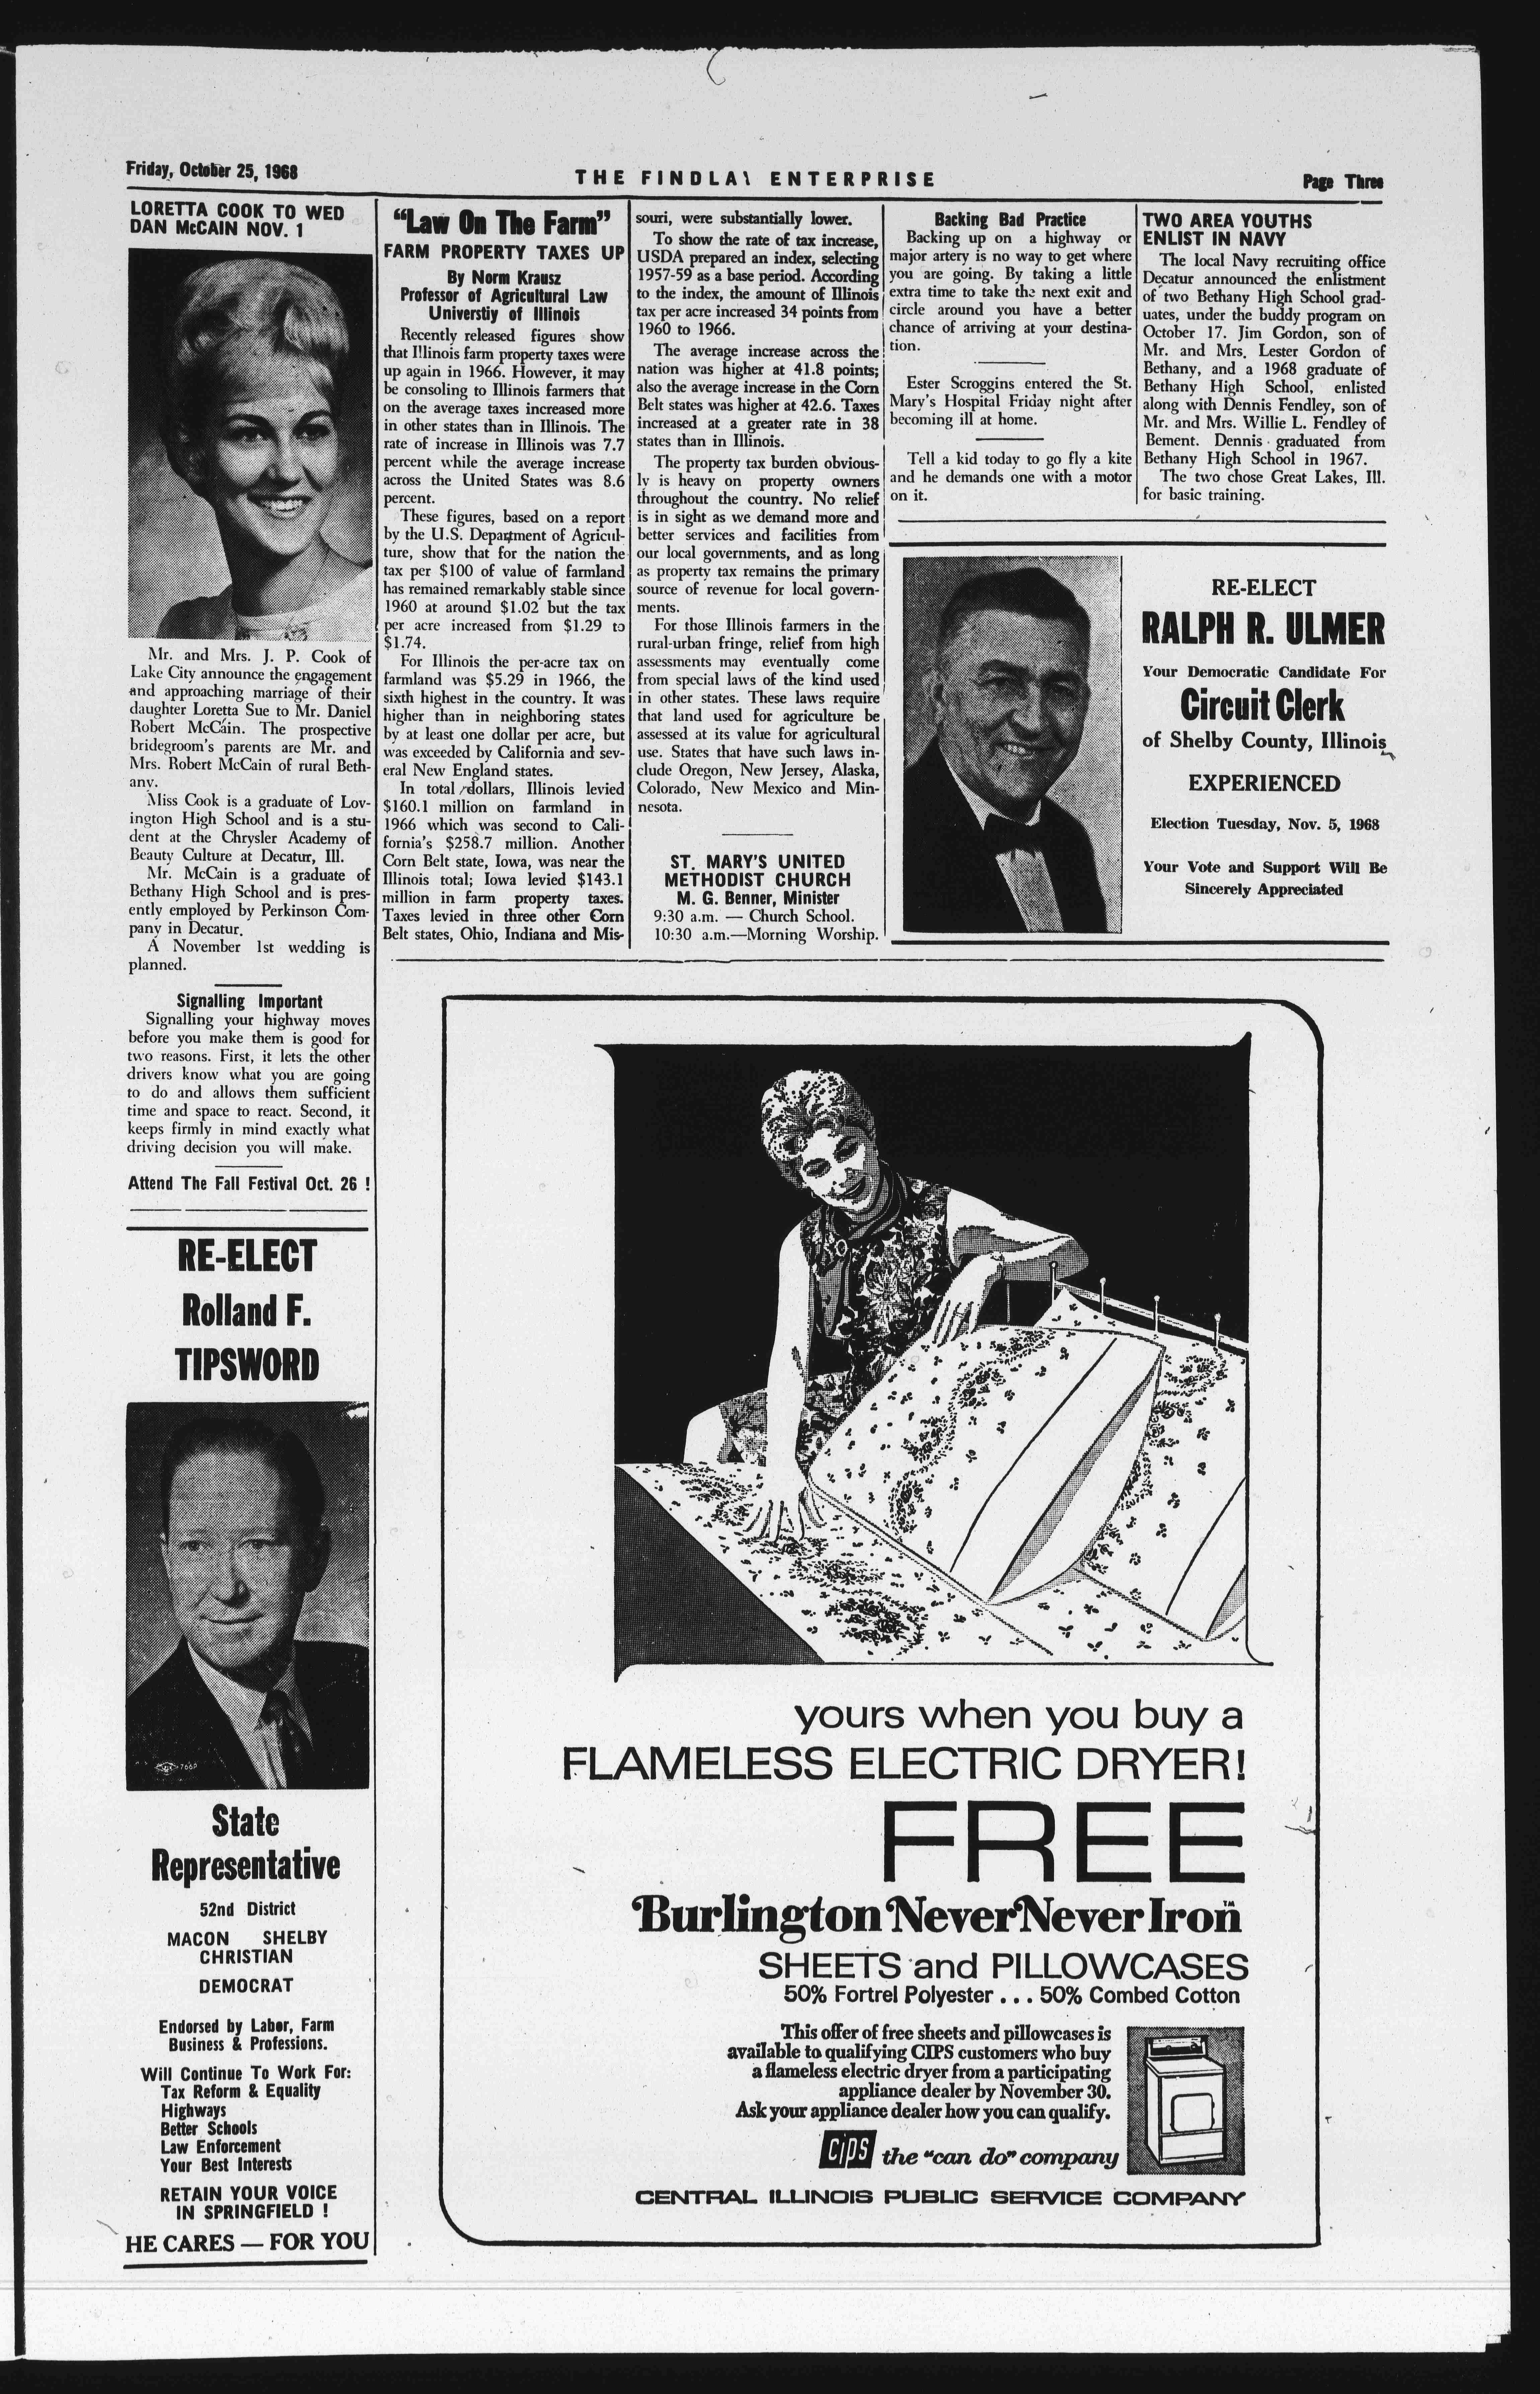 Friday, October 25, 1968
THE FINDLAY ENTERPRISE
Page Three
LORETTA COOK TO WED
DAN McCAIN NOV. 1
Mr. and Mrs. J. P. Cook of
Lake City announce the engagement
and approaching marriage of their
daughter Loretta Sue to Mr. Daniel
Robert McCain. The prospective
bridegroom's parents are Mr. and
Mrs. Robert McCain of rural Beth-
any.
Miss Cook is a graduate of Lov-
ington High School and is a stu-
dent at the Chrysler Academy of
Beauty Culture at Decatur, Ill.
Mr. McCain is a graduate of
Bethany High School and is pres-
ently employed by Perkinson Com-
pany in Decatur.
A November 1st wedding is
planned.
Signalling Important
Signalling your highway moves
before you make them is good for
two reasons. First, it lets the other
drivers know what you are going
to do and allows them sufficient
time and space to react. Second, it
keeps firmly in mind exactly what
driving decision you will make.
Attend The Fall Festival Oct. 26 !
RE-ELECT
Rolland F.
TIPSWORD
State
Representative
52nd District
MACON SHELBY
CHRISTIAN
DEMOCRAT
Endorsed by Labor, Farm
Business & Professions.
Will Continue To Work For:
Tax Reform & Equality
Highways
Better Schools
Law Enforcement
Your Best Interests
RETAIN YOUR VOICE
IN SPRINGFIELD !
HE CARES — FOR YOU
"Law On The Farm"
FARM PROPERTY TAXES UP
By Norm Krausz
Professor of Agricultural Law
Universtiy of Illinois
Recently released figures show
that Illinois farm property taxes were
up again in 1966. However, it may
be consoling to Illinois farmers that
on the average taxes increased more
in other states than in Illinois. The
rate of increase in Illinois was 7.7
percent while the average increase
across the United States was 8.6
percent.
These figures, based on a report
by the U.S. Department of Agricul-
ture, show that for the nation the
tax per $100 of value of farmland
has remained remarkably stable since
1960 at around $1.02 but the tax
per acre increased from $1.29 to
$1.74.
For Illinois the per-acre tax on
farmland was $5.29 in 1966, the
sixth highest in the country. It was
higher than in neighboring states
by at least one dollar per acre, but
was exceeded by California and sev-
eral New England states.
In total dollars, Illinois levied
$160.1 million on farmland in
1966 which was second to Cali-
fornia's $258.7 million. Another
Corn Belt state, Iowa, was near the
Illinois total; Iowa levied $143.1
million in farm property taxes.
Taxes levied in three other Corn
Belt states, Ohio, Indiana and Mis-
souri, were substantially lower.
To show the rate of tax increase,
USDA prepared an index, selecting
1957-59 as a base period. According
to the index, the amount of Illinois
tax per acre increased 34 points from
1960 to 1966.
The average increase across the
nation was higher at 41.8 points;
also the average increase in the Corn
Belt states was higher at 42.6. Taxes
increased at a greater rate in 38
states than in Illinois.
The property tax burden obvious-
ly is heavy on property owners
throughout the country. No relief
is in sight as we demand more and
better services and facilities from
our local governments, and as long
as property tax remains the primary
source of revenue for local govern-
ments.
For those Illinois farmers in the
rural-urban fringe, relief from high
assessments may eventually come
from special laws of the kind used
in other states. These laws require
that land used for agriculture be
assessed at its value for agricultural
use. States that have such laws in-
clude Oregon, New Jersey, Alaska,
Colorado, New Mexico and Min-
nesota.
ST. MARY'S UNITED
METHODIST CHURCH
M. G. Benner, Minister
9:30 a.m. — Church School.
10:30 a.m.—Morning Worship.
Backing Bad Practice
Backing up on a highway or
major artery is no way to get where
you are going. By taking a little
extra time to take the next exit and
circle around you have a better
chance of arriving at your destina-
tion.
Ester Scroggins entered the St.
Mary's Hospital Friday night after
becoming ill at home.
Tell a kid today to go fly a kite
and he demands one with a motor
on it.
TWO AREA YOUTHS
ENLIST IN NAVY
The local Navy recruiting office
Decatur announced the enlistment
of two Bethany High School grad-
uates, under the buddy program on
October 17. Jim Gordon, son of
Mr. and Mrs. Lester Gordon of
Bethany, and a 1968 graduate of
Bethany High School, enlisted
along with Dennis Fendley, son of
Mr. and Mrs. Willie L. Fendley of
Bement. Dennis graduated from
Bethany High School in 1967.
The two chose Great Lakes, Ill.
for basic training.
RE-ELECT
RALPH R. ULMER
Your Democratic Candidate For
Circuit Clerk
of Shelby County, Illinois
EXPERIENCED
Election Tuesday, Nov. 5, 1968
Your Vote and Support Will Be
Sincerely Appreciated
yours when you buy a
FLAMELESS ELECTRIC DRYER!
FREE
Burlington Never Never Iron™
SHEETS and PILLOWCASES
50% Fortrel Polyester . . . 50% Combed Cotton
This offer of free sheets and pillowcases is
available to qualifying CIPS customers who buy
a flameless electric dryer from a participating
appliance dealer by November 30.
Ask your appliance dealer how you can qualify.
CIPS the "can do" company
CENTRAL ILLINOIS PUBLIC SERVICE COMPANY